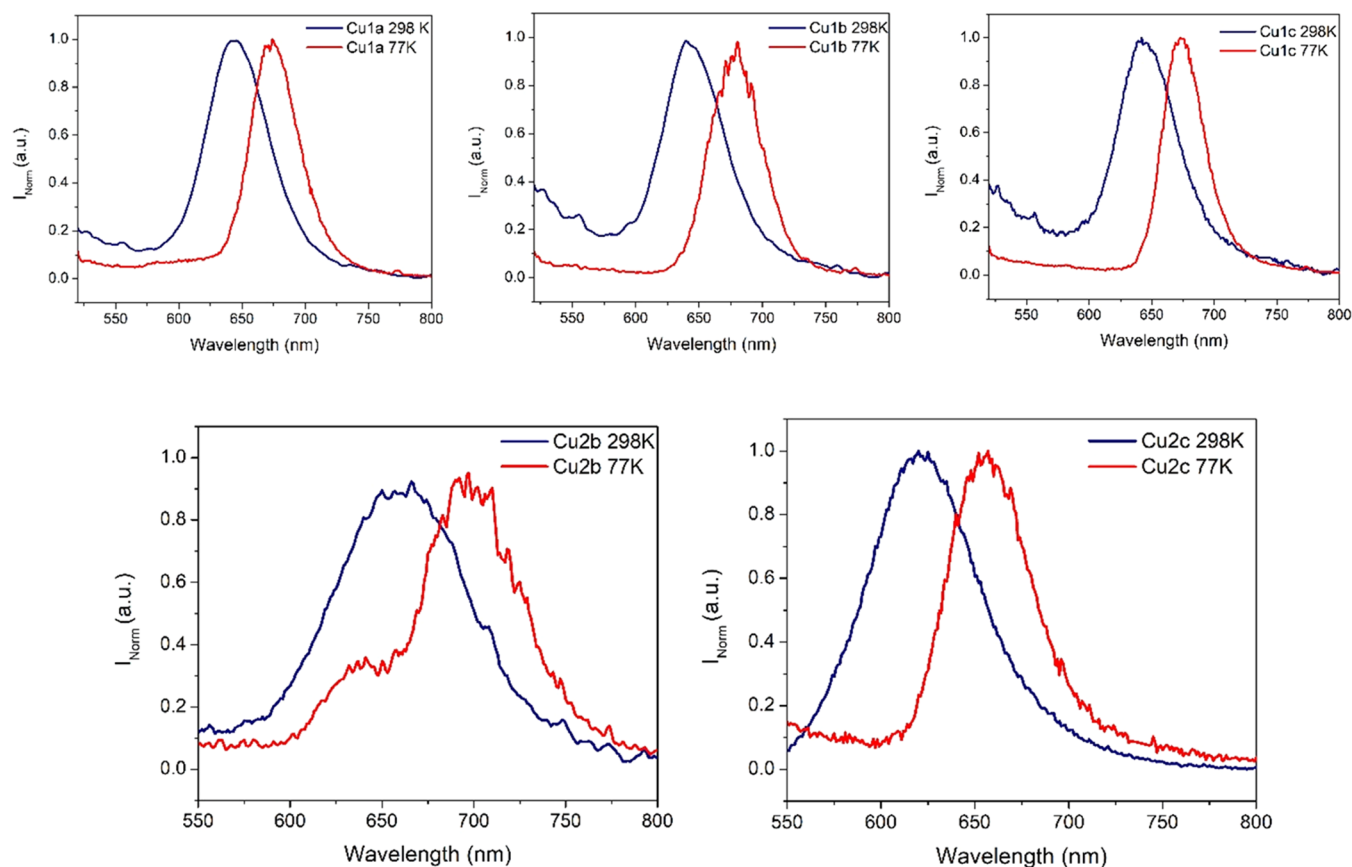 Cu1a 298 K
Cu1a 77K
1.0
0.8
0.6
0.4
0.2
0.0
I Norm (a.u.)
550 600 650 700 750 800
Wavelength (nm)
Cu1b 298K
Cu1b 77K
1.0
0.8
0.6
0.4
0.2
0.0
I Norm (a.u.)
550 600 650 700 750 800
Wavelength (nm)
Cu1c 298K
Cu1c 77K
1.0
0.8
0.6
0.4
0.2
0.0
I Norm (a.u.)
550 600 650 700 750 800
Wavelength (nm)
Cu2b 298K
Cu2b 77K
1.0
0.8
0.6
0.4
0.2
0.0
I Norm (a.u.)
550 600 650 700 750 800
Wavelength (nm)
Cu2c 298K
Cu2c 77K
1.0
0.8
0.6
0.4
0.2
0.0
I Norm (a.u.)
550 600 650 700 750 800
Wavelength (nm)